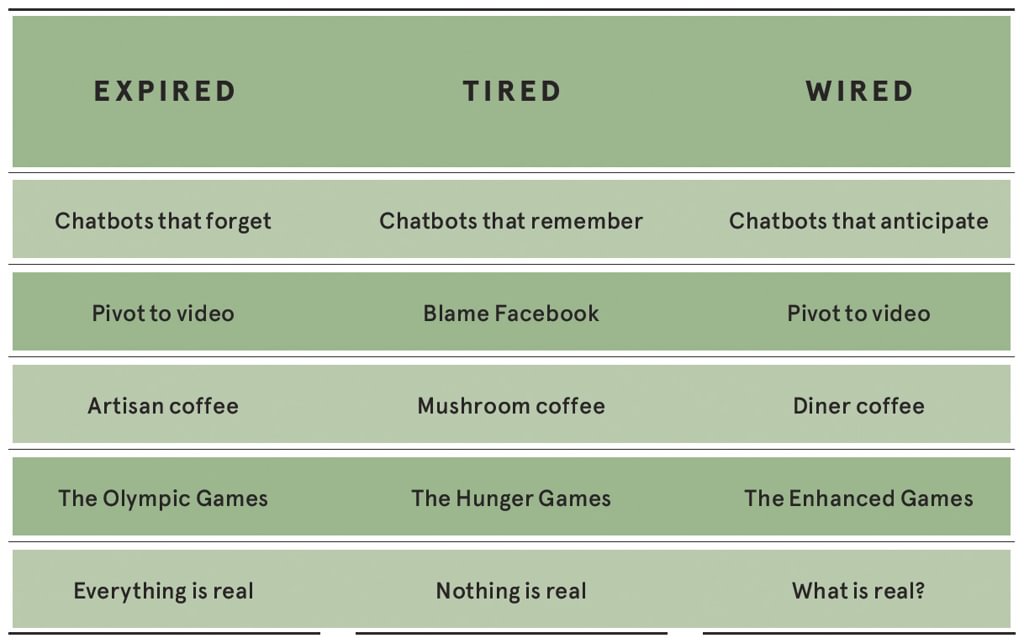 EXPIRED TIRED WIRED
Chatbots that forget Chatbots that remember Chatbots that anticipate
Pivot to video Blame Facebook Pivot to video
Artisan coffee Mushroom coffee Diner coffee
The Olympic Games The Hunger Games The Enhanced Games
Everything is real Nothing is real What is real?